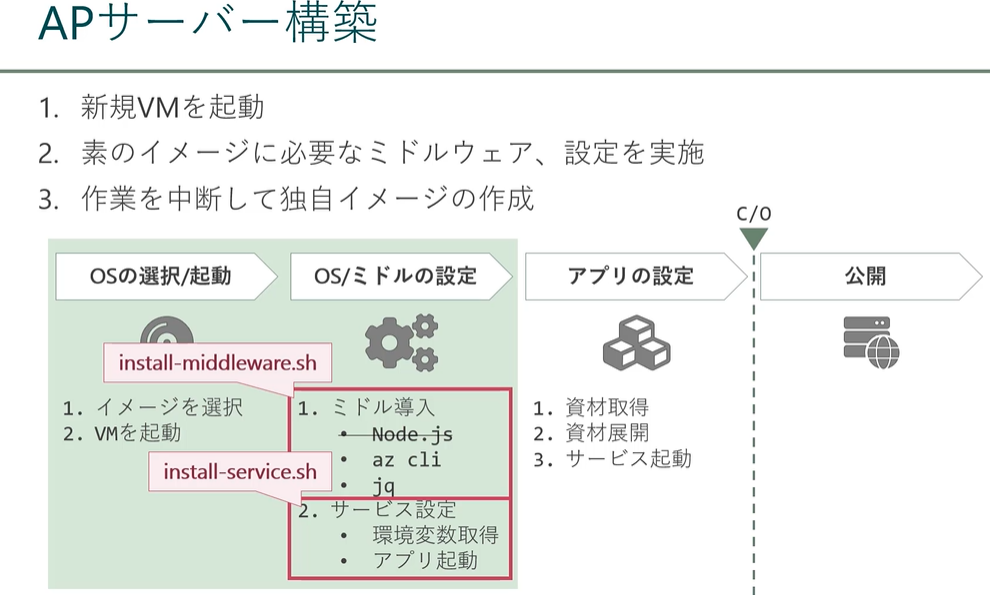 APサーバー構築
1. 新規VMを起動
2. 素のイメージに必要なミドルウェア、設定を実施
3. 作業を中断して独自イメージの作成
C/O
OSの選択/起動
OS/ミドルの設定
アプリの設定
公開
install-middleware.sh
1. イメージを選択
2. VMを起動
install-service.sh
1. ミドル導入
• Node.js
• az cli
• jq
2. サービス設定
• 環境変数取得
• アプリ起動
1. 資材取得
2. 資材展開
3. サービス起動